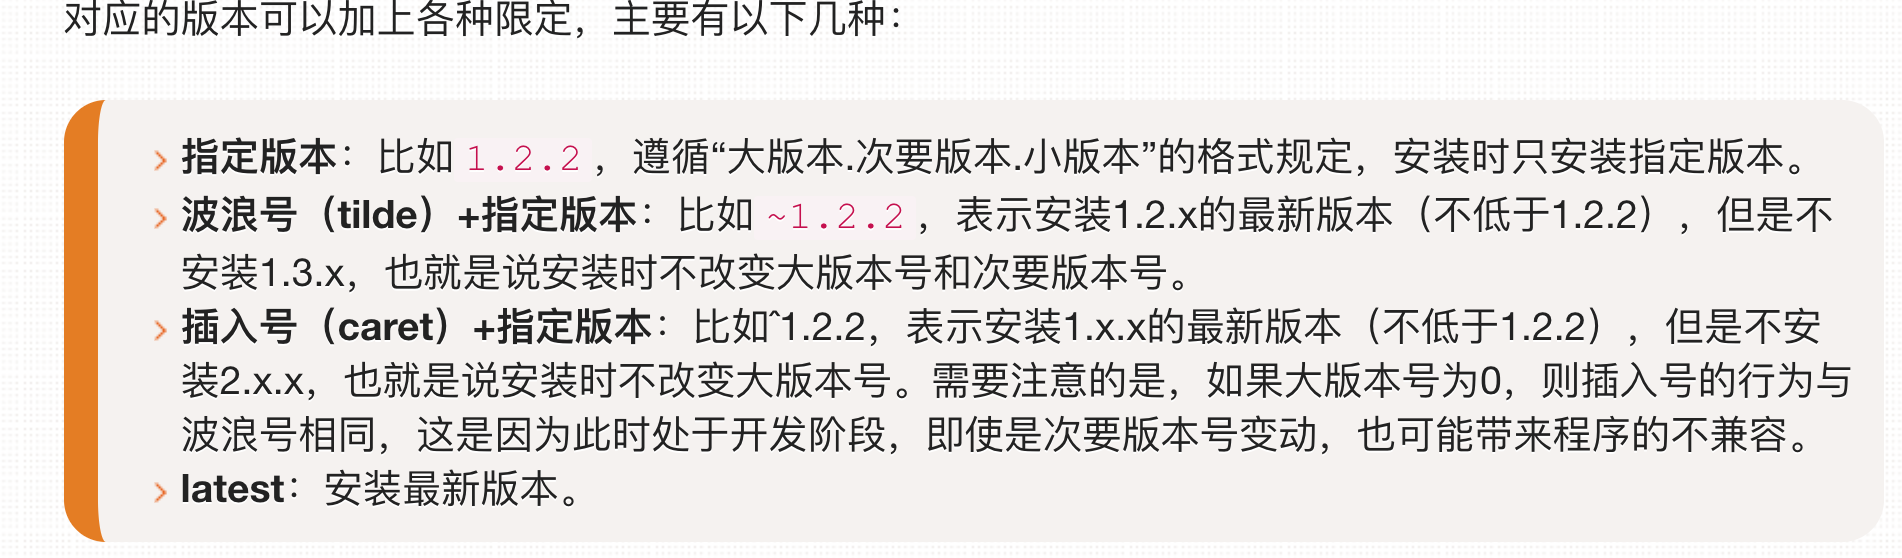 对应的版本可以加上各种限定，主要有以下几种：
指定版本：比如 1.2.2 ，遵循“大版本.次要版本.小版本”的格式规定，安装时只安装指定版本。
波浪号（tilde）+指定版本：比如 ~1.2.2 ，表示安装1.2.x的最新版本（不低于1.2.2），但是不
安装1.3.x，也就是说安装时不改变大版本号和次要版本号。
插入号（caret）+指定版本：比如ˆ1.2.2，表示安装1.x.x的最新版本（不低于1.2.2），但是不安
装2.x.x，也就是说安装时不改变大版本号。需要注意的是，如果大版本号为0，则插入号的行为与
波浪号相同，这是因为此时处于开发阶段，即使是次要版本号变动，也可能带来程序的不兼容。
latest：安装最新版本。